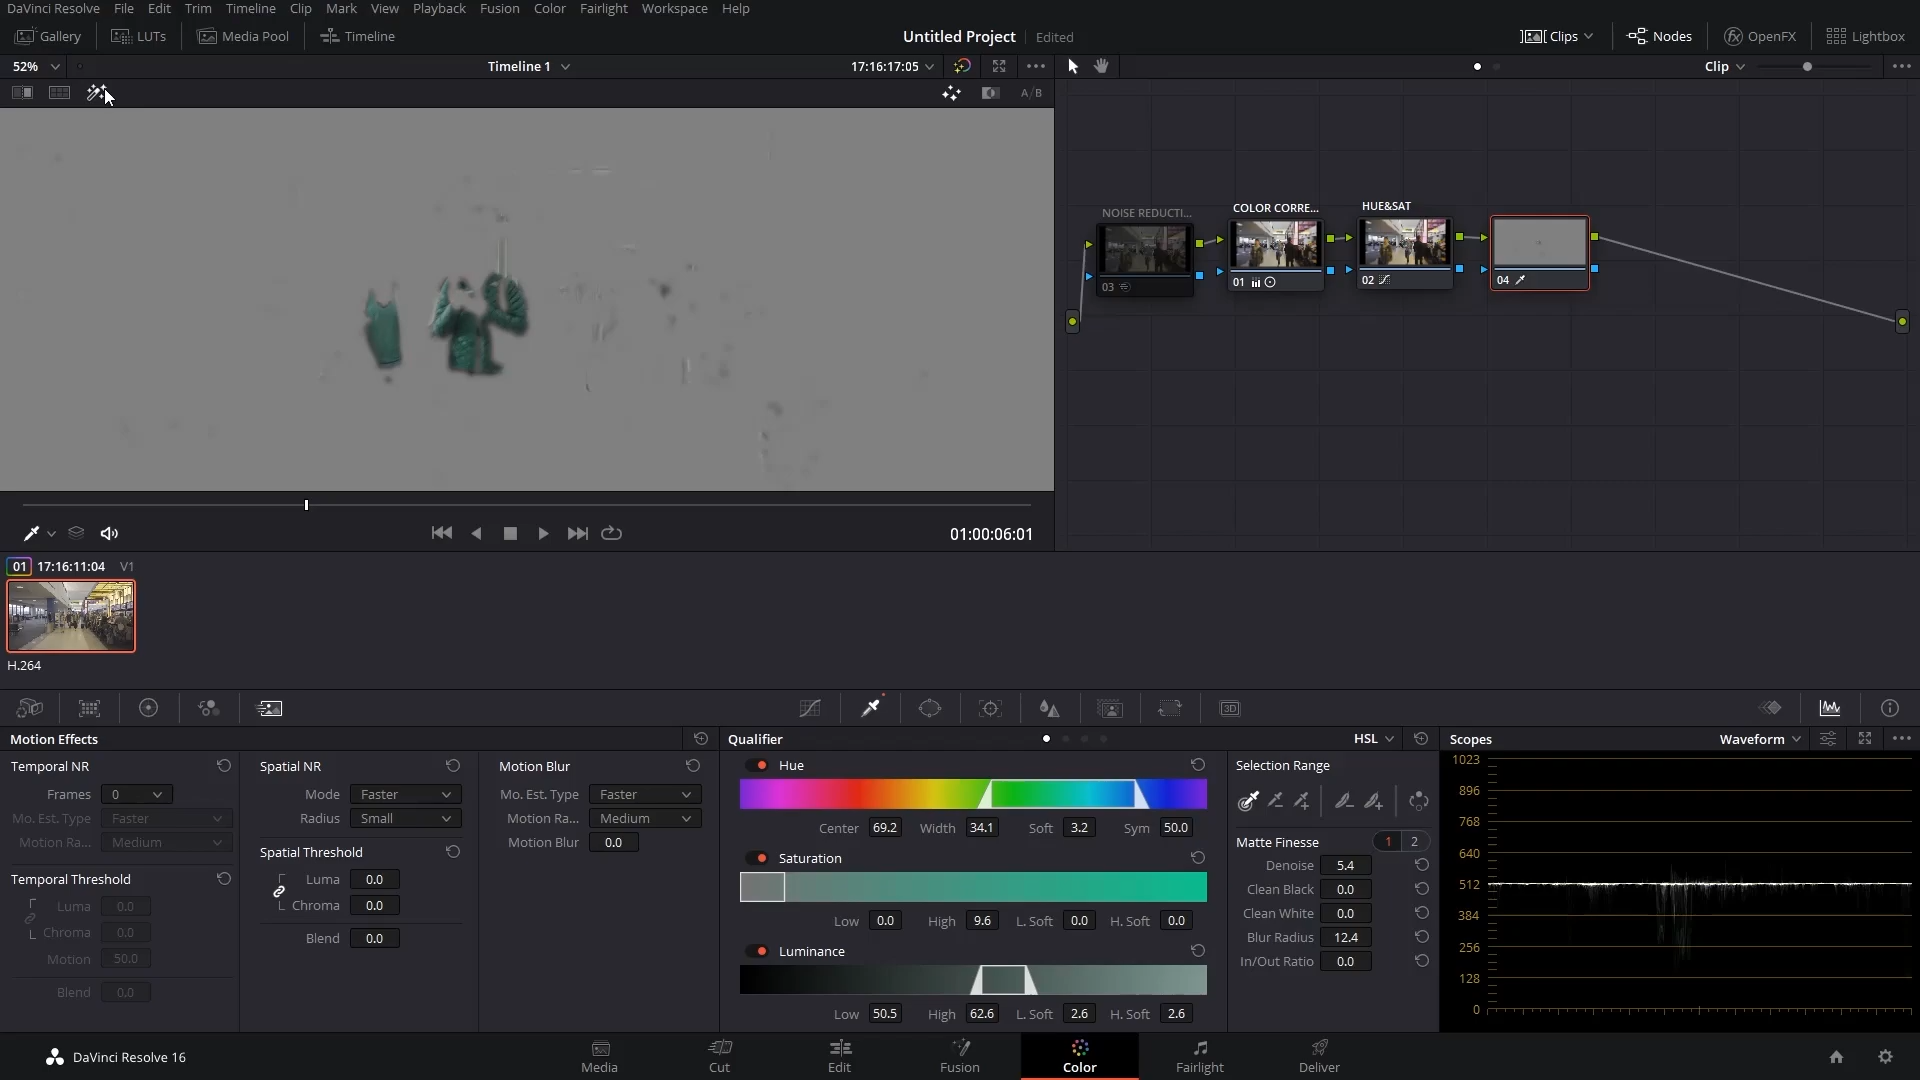 DaVinci Resolve File Edit Trim Timeline Clip Mark View Playback Fusion Color Fairlight Workspace Help
Gallery LUTs Media Pool Timeline Untitled Project Edited Clips Nodes fx OpenFX Lightbox
52% Timeline 1 17:16:17:05 Clip
A/B
NOISE REDUCTI... COLOR CORRE... HUE&SAT
03 01 02 04
01:00:06:01
01 17:16:11:04 V1
H.264
3D
Motion Effects Qualifier HSL Scopes Waveform
Temporal NR Spatial NR Motion Blur Hue Selection Range 1023
Frames 0 Mode Faster Mo. Est. Type Faster 896
Mo. Est. Type Faster Radius Small Motion Ra... Medium Center 69.2 Width 34.1 Soft 3.2 Sym 50.0 768
Motion Ra... Medium Spatial Threshold Motion Blur 0.0 Saturation Matte Finesse 1 2 640
Temporal Threshold Luma 0.0 Denoise 5.4 512
Luma 0.0 Chroma 0.0 Clean Black 0.0
Chroma 0.0 Blend 0.0 Low 0.0 High 9.6 L. Soft 0.0 H. Soft 0.0 Clean White 0.0 384
Motion 50.0 Luminance Blur Radius 12.4 256
Blend 0.0 In/Out Ratio 0.0 128
Low 50.5 High 62.6 L. Soft 2.6 H. Soft 2.6 0
DaVinci Resolve 16 Media Cut Edit Fusion Color Fairlight Deliver